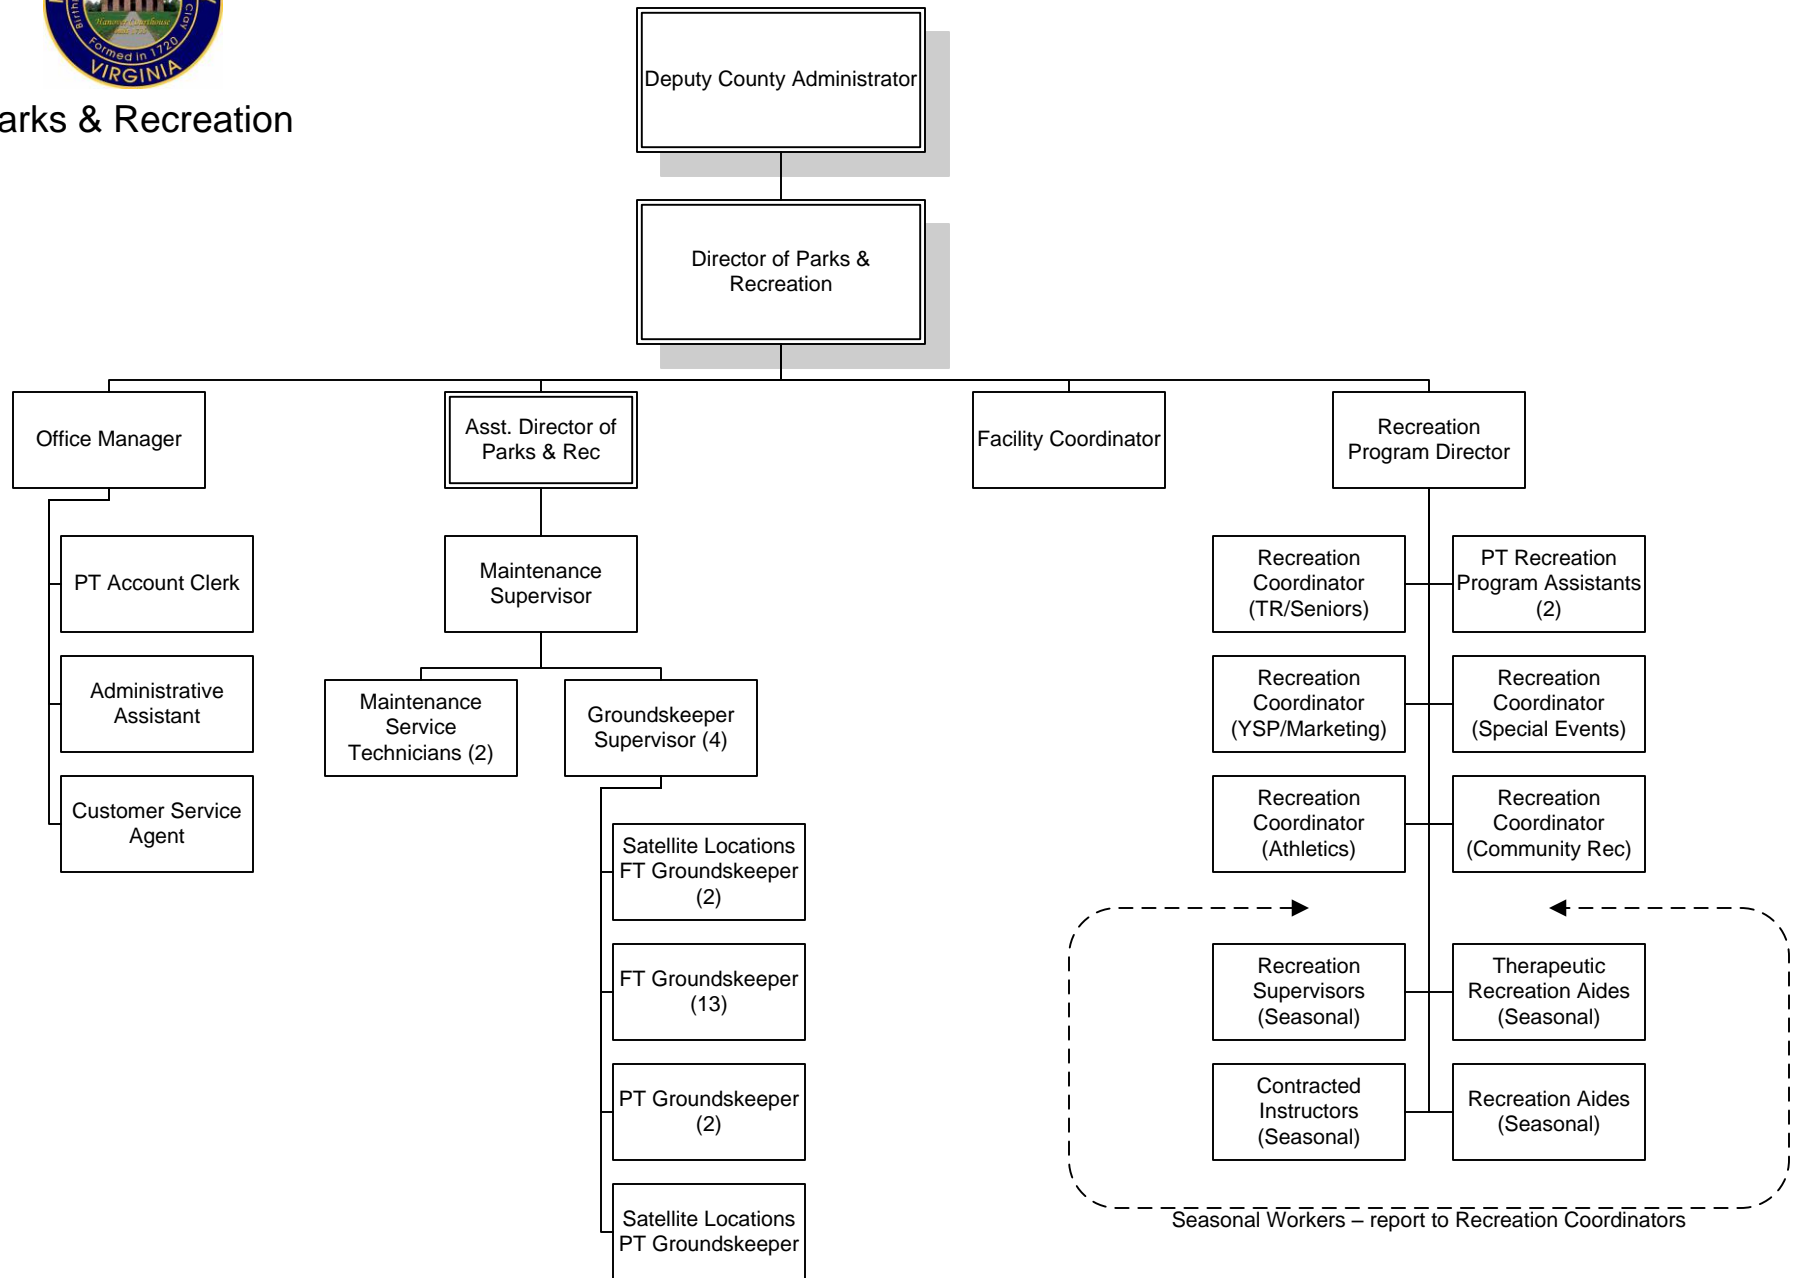 Hanover Courthouse
Formed in 1720
VIRGINIA
Clay
arks & Recreation
Deputy County Administrator
Director of Parks &
Recreation
Office Manager
Asst. Director of
Parks & Rec
Facility Coordinator
Recreation
Program Director
PT Account Clerk
Administrative
Assistant
Customer Service
Agent
Maintenance
Supervisor
Maintenance
Service
Technicians (2)
Groundskeeper
Supervisor (4)
Satellite Locations
FT Groundskeeper
(2)
FT Groundskeeper
(13)
PT Groundskeeper
(2)
Satellite Locations
PT Groundskeeper
Recreation
Coordinator
(TR/Seniors)
PT Recreation
Program Assistants
(2)
Recreation
Coordinator
(YSP/Marketing)
Recreation
Coordinator
(Special Events)
Recreation
Coordinator
(Athletics)
Recreation
Coordinator
(Community Rec)
Recreation
Supervisors
(Seasonal)
Therapeutic
Recreation Aides
(Seasonal)
Contracted
Instructors
(Seasonal)
Recreation Aides
(Seasonal)
Seasonal Workers – report to Recreation Coordinators